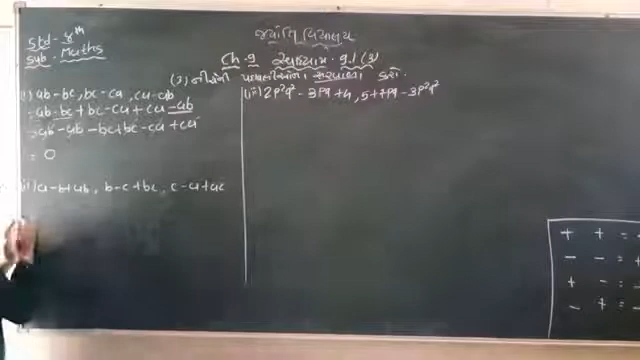 Std - 8th
Sub - Maths
જ્યોતિ વિદ્યાલય
Ch-9 સ્વાધ્યાય - 9.1 (3)
(3) નીચેની પદાવલિઓના સરવાળા કરો.
(i) ab-bc, bc-ca, ca-ab
= ab-bc+bc-ca+ca-ab
= ab-ab-bc+bc-ca+ca
= 0
(ii) a-b+ab, b-c+bc, c-a+ac
(iii) 2p²q² - 3pq + 4, 5 + 7pq - 3p²q²
+ + =
- - = +
+ - = -
- + = -